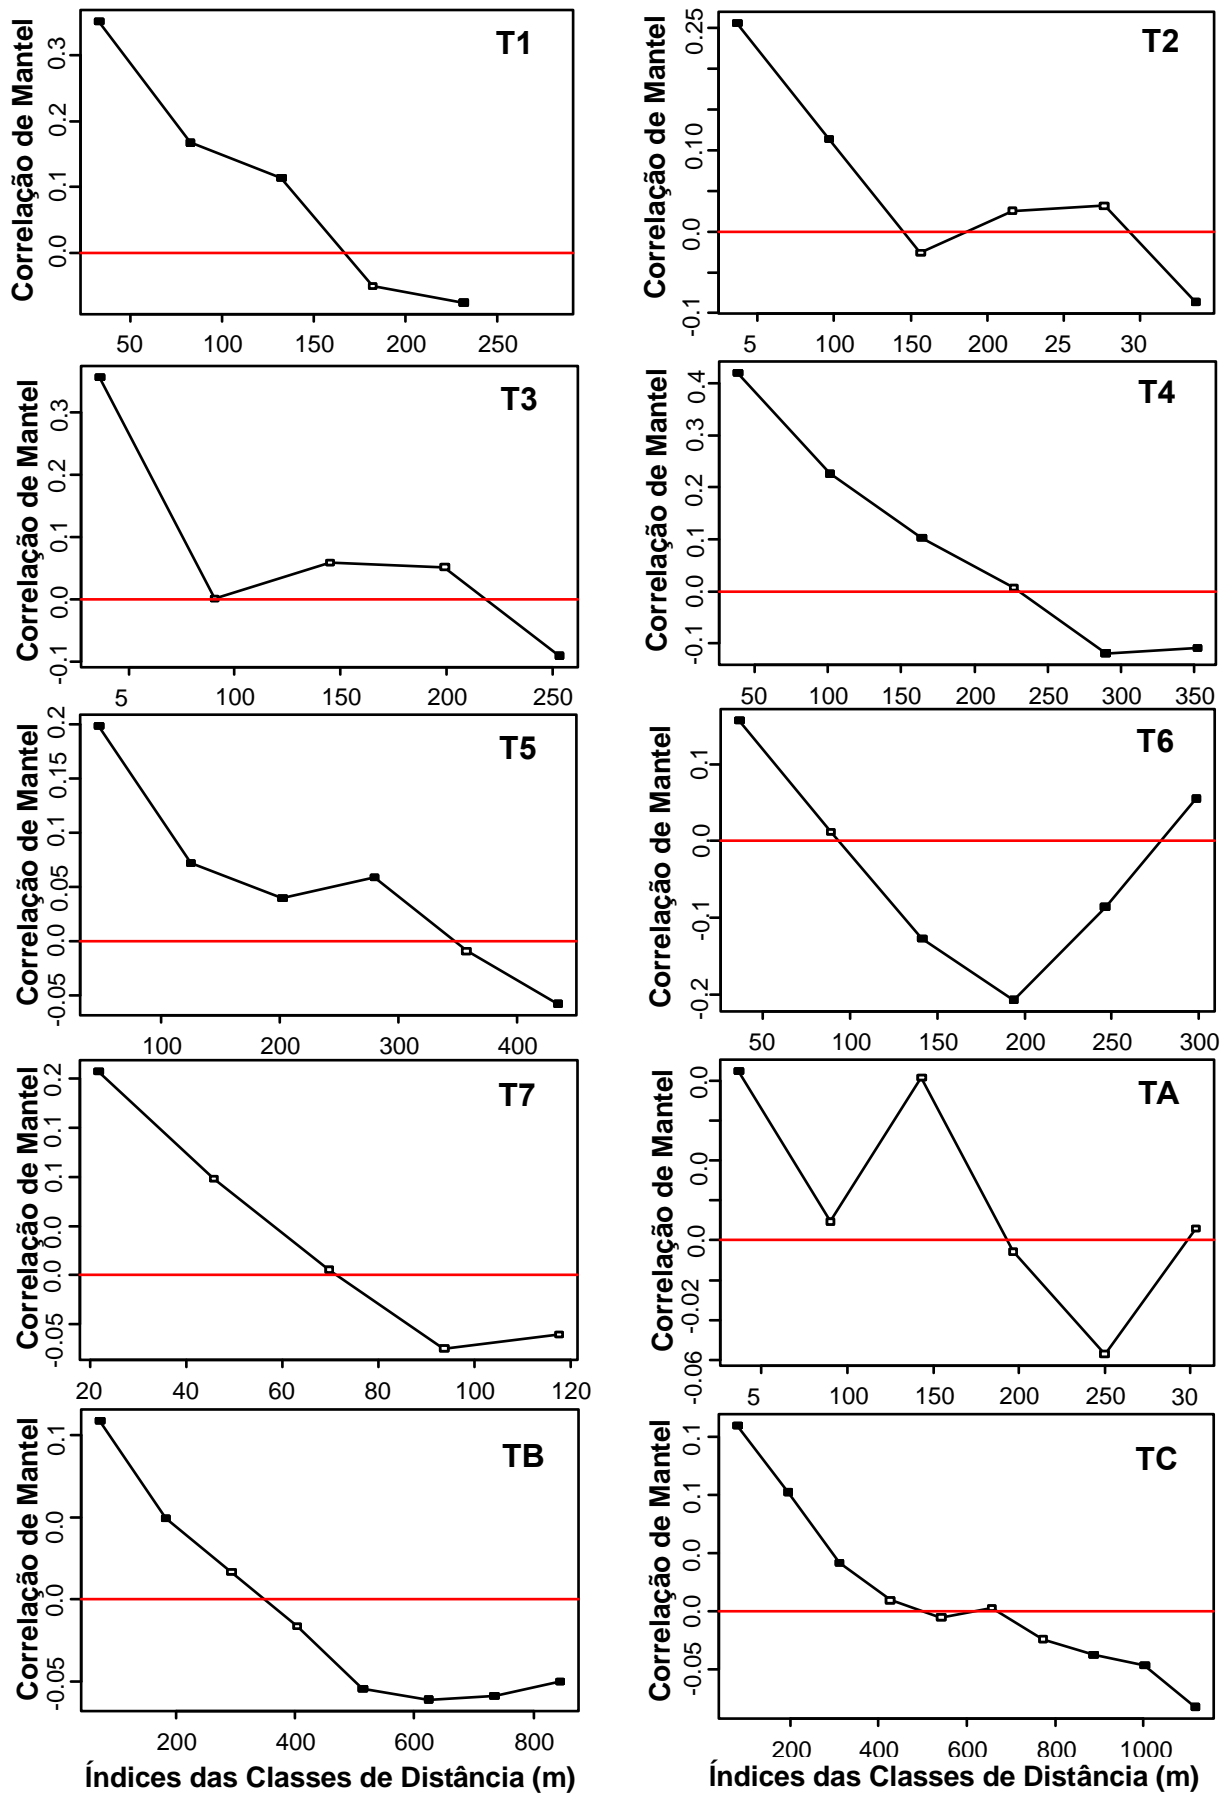 Correlação de Mantel
T1
0.3
0.2
0.1
0.0
50 100 150 200 250
Correlação de Mantel
T2
0.25
0.10
0.0
-0.1
5 100 150 200 25 30
Correlação de Mantel
T3
0.3
0.2
0.1
0.0
-0.1
5 100 150 200 250
Correlação de Mantel
T4
0.4
0.3
0.2
0.1
0.0
-0.1
50 100 150 200 250 300 350
Correlação de Mantel
T5
0.2
0.15
0.05
0.0
-0.05
100 200 300 400
Correlação de Mantel
T6
0.1
0.0
-0.1
-0.2
50 100 150 200 250 300
Correlação de Mantel
T7
0.2
0.1
0.1
0.0
0.0
-0.05
20 40 60 80 100 120
Correlação de Mantel
TA
0.0
0.0
0.0
-0.02
-0.06
5 100 150 200 250 30
Correlação de Mantel
TB
0.1
0.0
0.0
-0.05
200 400 600 800
Índices das Classes de Distância (m)
Correlação de Mantel
TC
0.1
0.1
0.0
0.0
-0.05
200 400 600 800 1000
Índices das Classes de Distância (m)